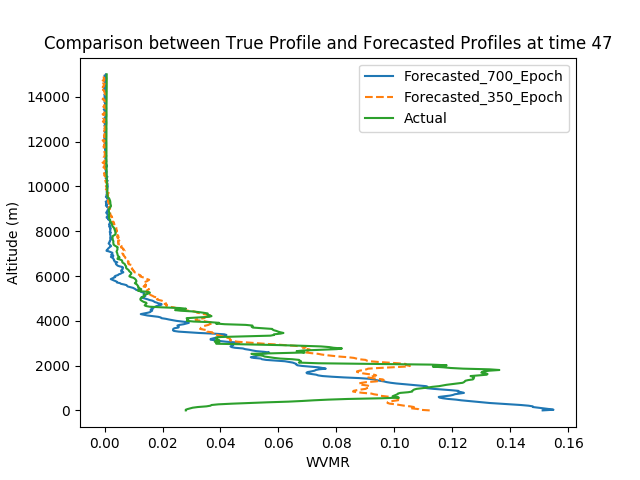 Comparison between True Profile and Forecasted Profiles at time 47
Forecasted_700_Epoch
Forecasted_350_Epoch
Actual
Altitude (m)
14000
12000
10000
8000
6000
4000
2000
0
0.00 0.02 0.04 0.06 0.08 0.10 0.12 0.14 0.16
WVMR